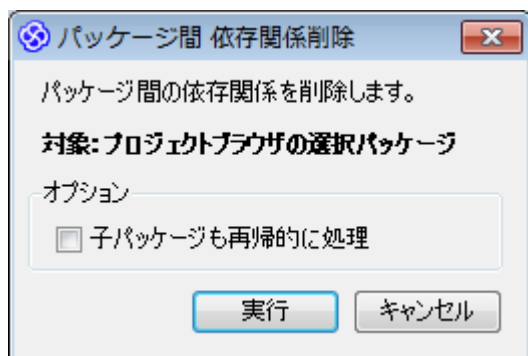 パッケージ間 依存関係削除
パッケージ間の依存関係を削除します。
対象:プロジェクトブラウザの選択パッケージ
オプション
子パッケージも再帰的に処理
実行 キャンセル